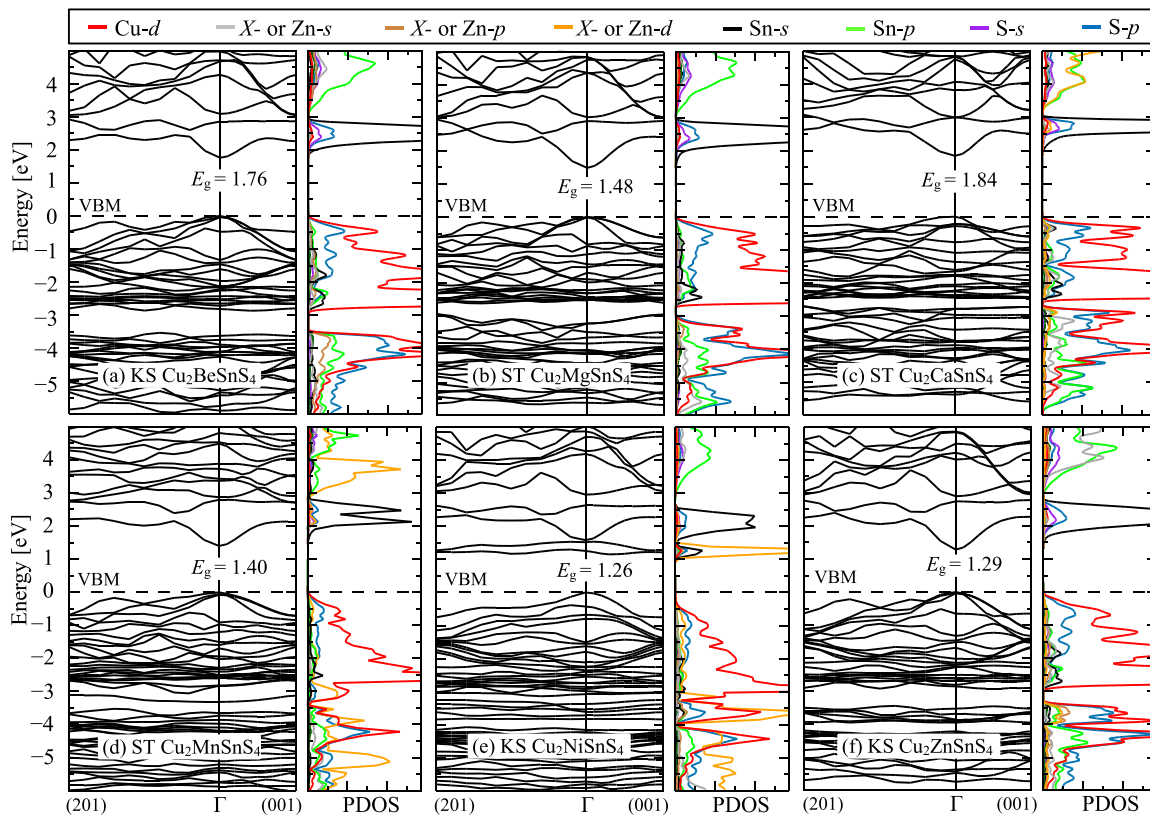 Cu-d X- or Zn-s X- or Zn-p X- or Zn-d Sn-s Sn-p S-s S-p
Energy [eV]
4
3
2
1
0
−1
−2
−3
−4
−5
VBM
Eg = 1.76
(a) KS Cu2BeSnS4
VBM
Eg = 1.48
(b) ST Cu2MgSnS4
VBM
Eg = 1.84
(c) ST Cu2CaSnS4
Energy [eV]
4
3
2
1
0
−1
−2
−3
−4
−5
VBM
Eg = 1.40
(d) ST Cu2MnSnS4
VBM
Eg = 1.26
(e) KS Cu2NiSnS4
VBM
Eg = 1.29
(f) KS Cu2ZnSnS4
(201) Γ (001) PDOS (201) Γ (001) PDOS (201) Γ (001) PDOS